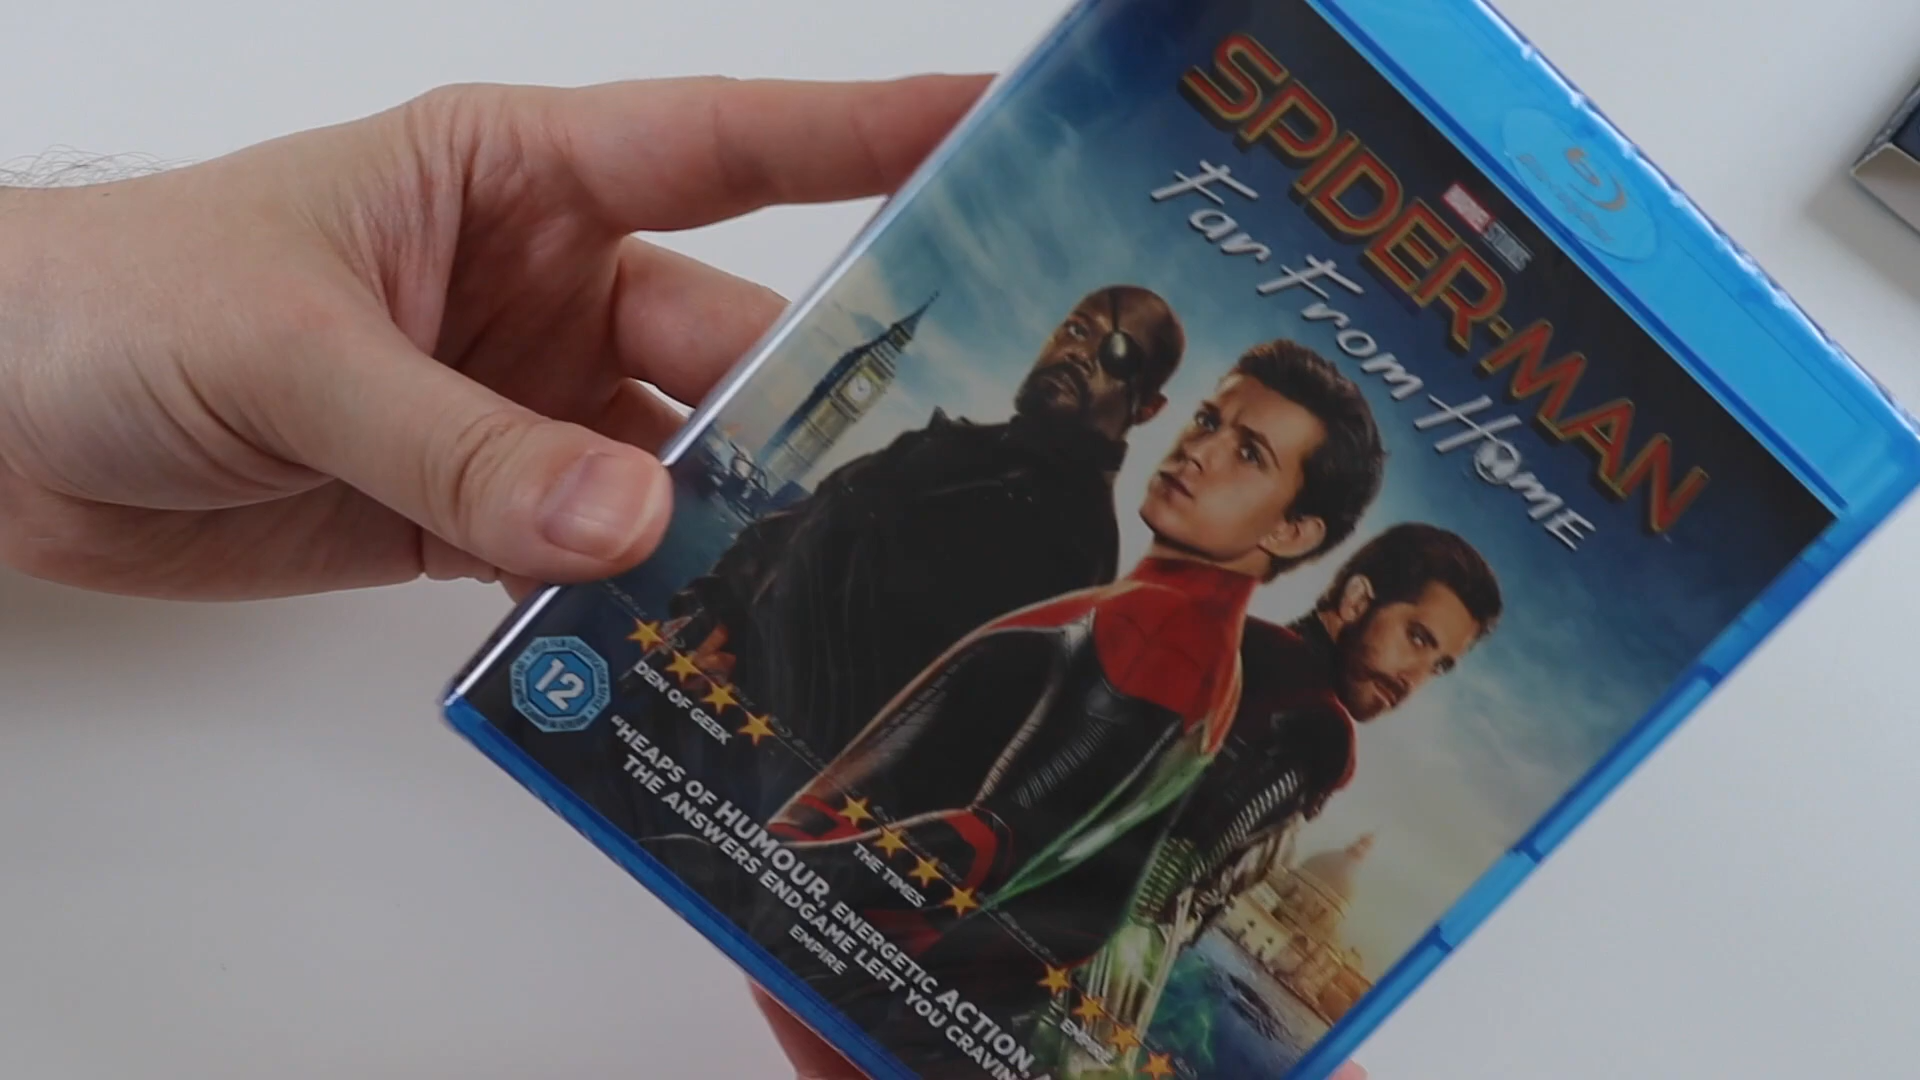 SPIDER-MAN
MARVEL STUDIOS
Far From HOME
12
DEN OF GEEK
THE TIMES
EMPIRE
"HEAPS OF HUMOUR, ENERGETIC ACTION,
THE ANSWERS ENDGAME LEFT YOU
EMPIRE